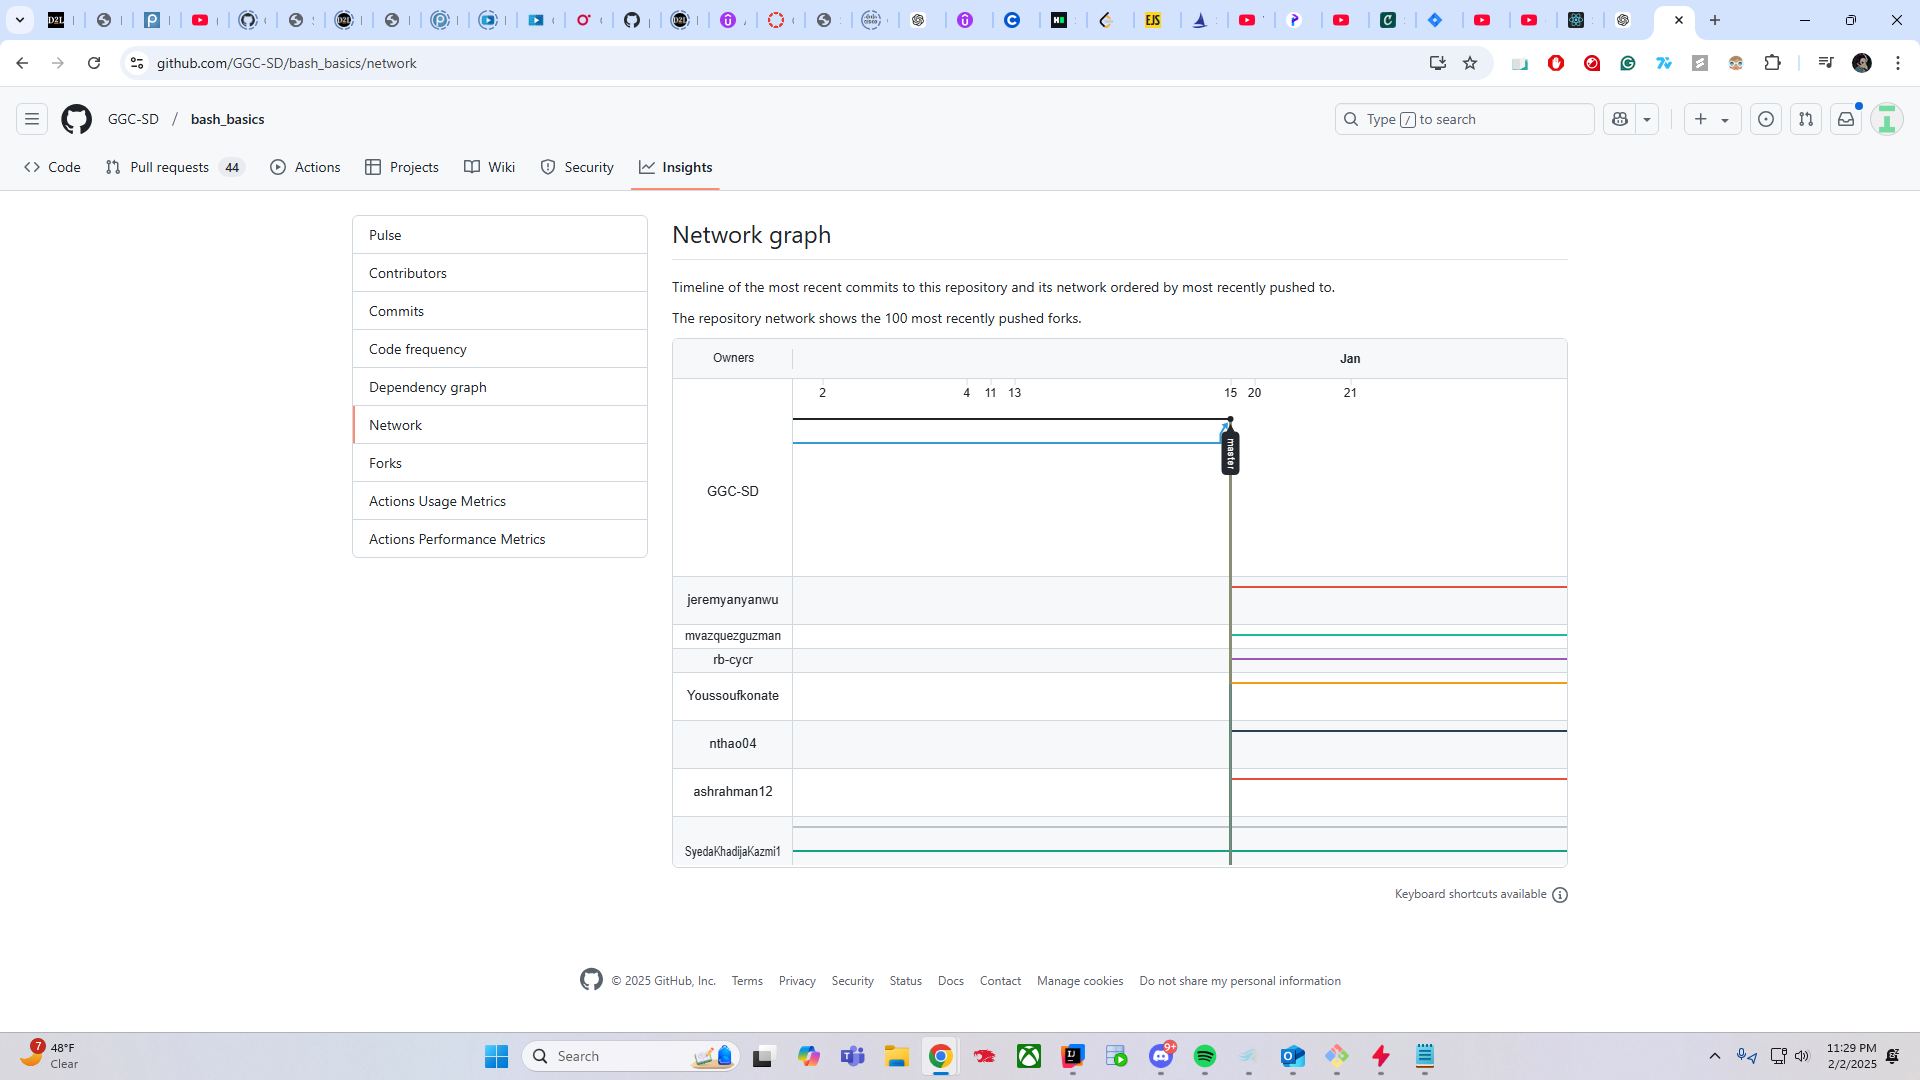 github.com/GGC-SD/bash_basics/network
GGC-SD / bash_basics
Type / to search
Code
Pull requests 44
Actions
Projects
Wiki
Security
Insights
Pulse
Contributors
Commits
Code frequency
Dependency graph
Network
Forks
Actions Usage Metrics
Actions Performance Metrics
Network graph
Timeline of the most recent commits to this repository and its network ordered by most recently pushed to.
The repository network shows the 100 most recently pushed forks.
Owners
Jan
2 4 11 13 15 20 21
master
GGC-SD
jeremyanyanwu
mvazquezguzman
rb-cycr
Youssoufkonate
nthao04
ashrahman12
SyedaKhadijaKazmi1
Keyboard shortcuts available
© 2025 GitHub, Inc. Terms Privacy Security Status Docs Contact Manage cookies Do not share my personal information
7
48°F
Clear
Search
9+
11:29 PM
2/2/2025